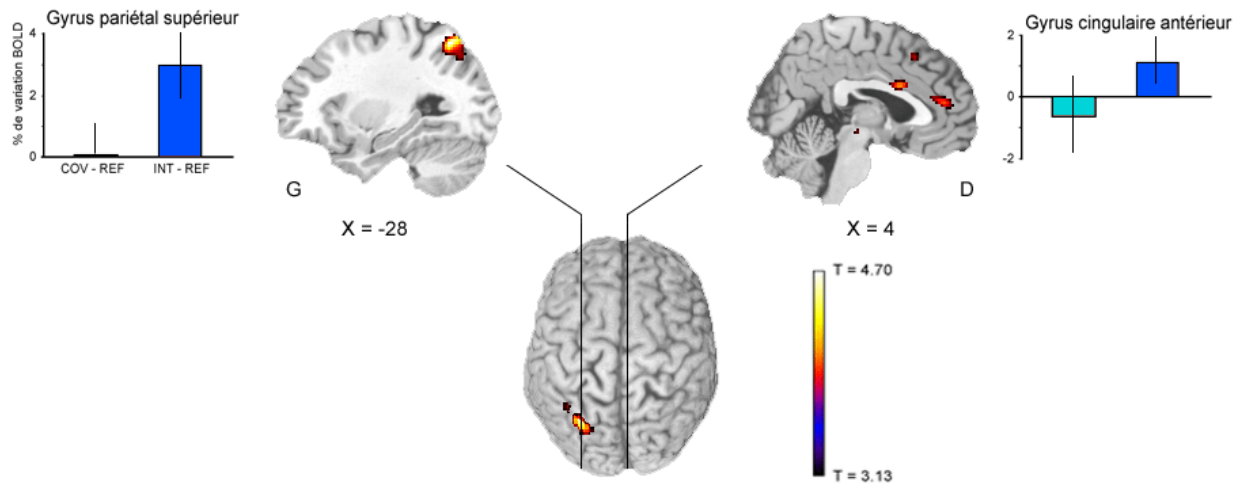 Gyrus pariétal supérieur
% de variation BOLD
4
2
0
COV - REF
INT - REF
G
X = -28
Gyrus cingulaire antérieur
2
0
-2
D
X = 4
T = 4.70
T = 3.13